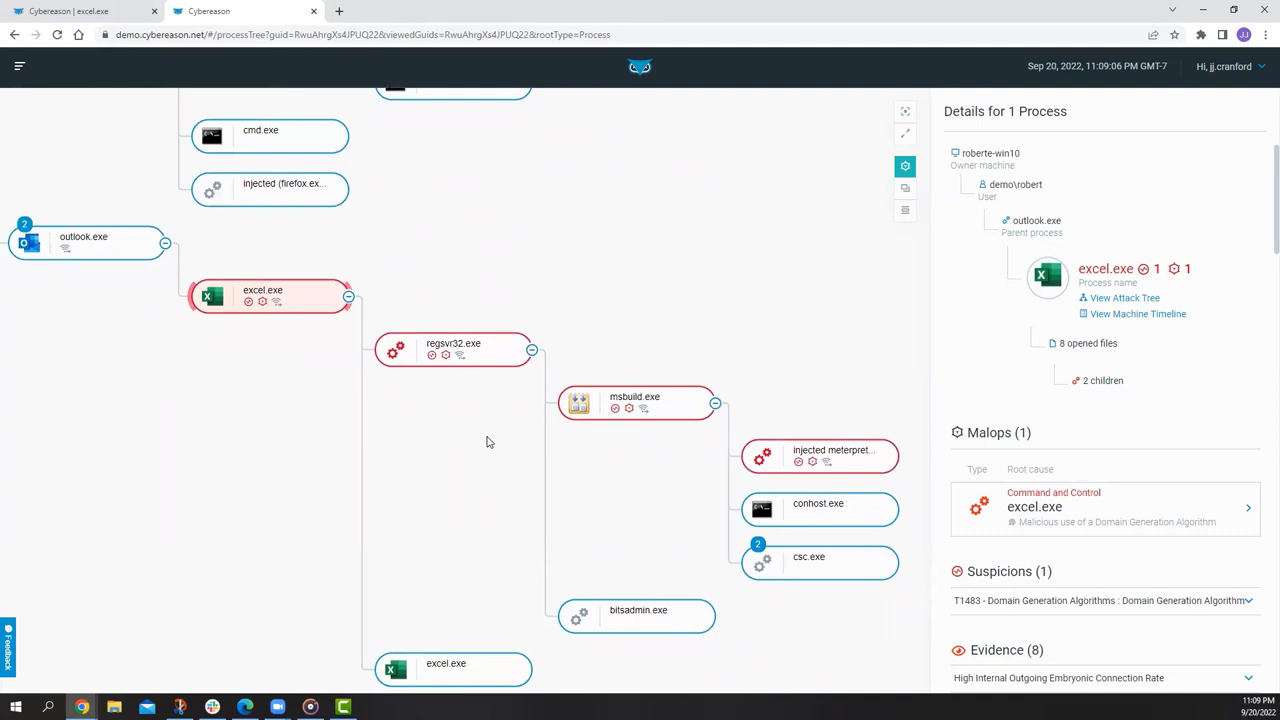 Cybereason | excel.exe
Cybereason
demo.cybereason.net/#/processTree?guid=RwuAhrgXs4JPUQ22&viewedGuids=RwuAhrgXs4JPUQ22&rootType=Process
JJ
Sep 20, 2022, 11:09:06 PM GMT-7
Hi, jj.cranford
cmd.exe
injected (firefox.ex...
2
outlook.exe
excel.exe
regsvr32.exe
msbuild.exe
injected meterpret...
conhost.exe
2
csc.exe
bitsadmin.exe
excel.exe
Feedback
Details for 1 Process
roberte-win10
Owner machine
demo\robert
User
outlook.exe
Parent process
excel.exe 1 1
Process name
View Attack Tree
View Machine Timeline
8 opened files
2 children
Malops (1)
Type Root cause
Command and Control
excel.exe
Malicious use of a Domain Generation Algorithm
Suspicions (1)
T1483 - Domain Generation Algorithms : Domain Generation Algorithm
Evidence (8)
High Internal Outgoing Embryonic Connection Rate
11:09 PM
9/20/2022